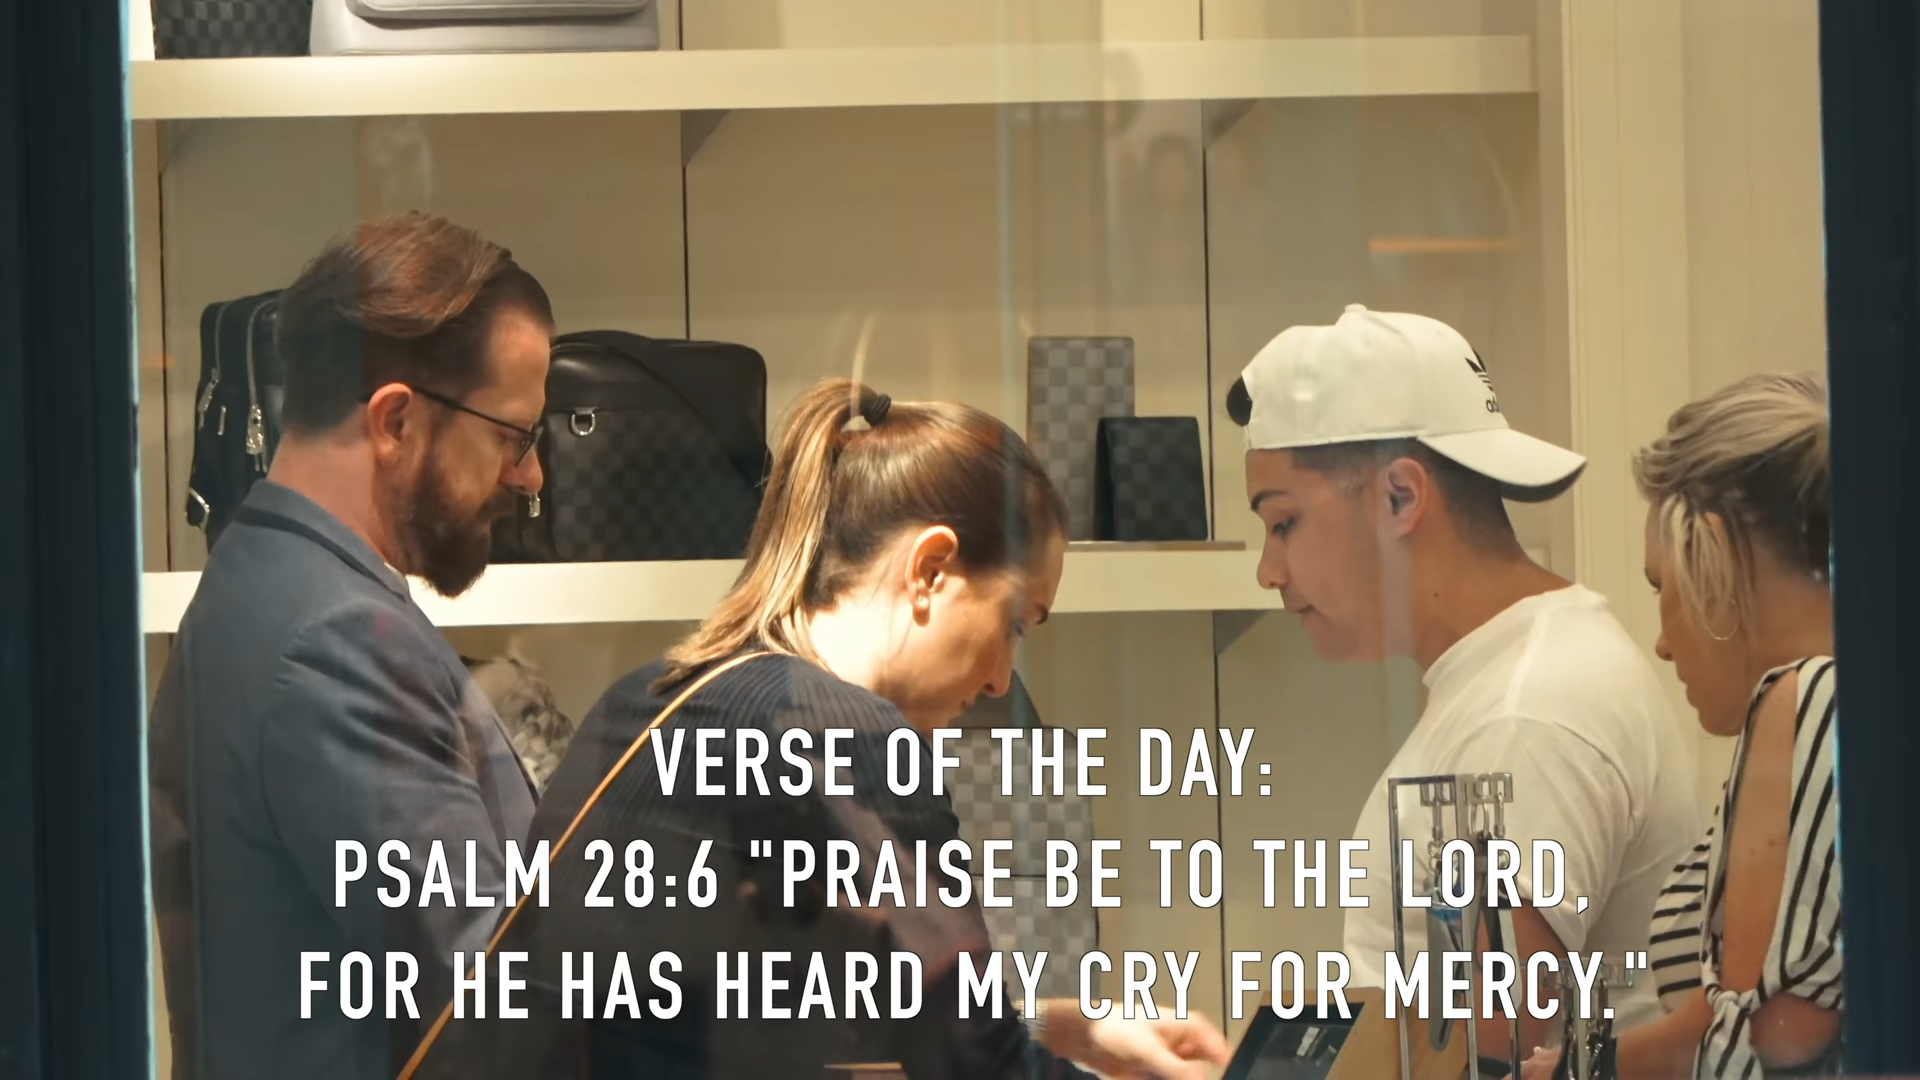 VERSE OF THE DAY:
PSALM 28:6 "PRAISE BE TO THE LORD,
FOR HE HAS HEARD MY CRY FOR MERCY."